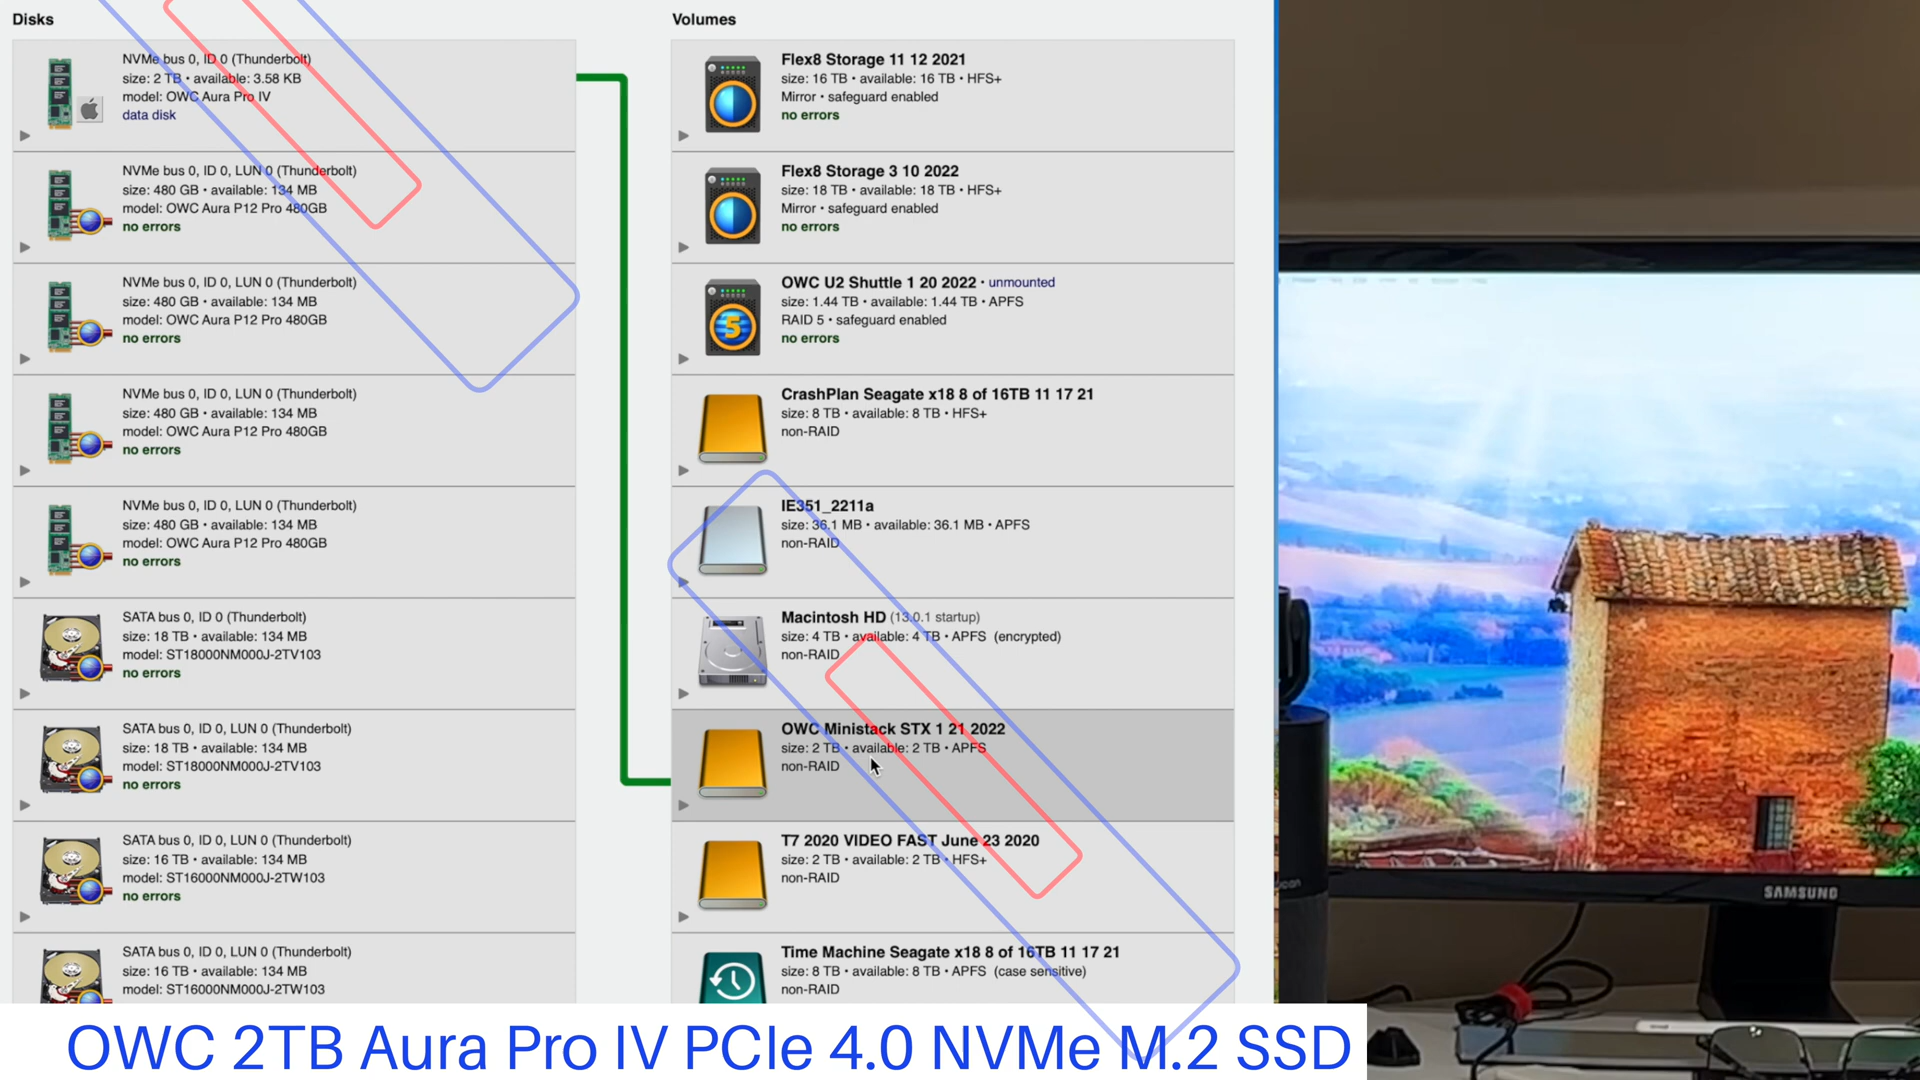 Disks
NVMe bus 0, ID 0 (Thunderbolt)
size: 2 TB • available: 3.58 KB
model: OWC Aura Pro IV
data disk
NVMe bus 0, ID 0, LUN 0 (Thunderbolt)
size: 480 GB • available: 134 MB
model: OWC Aura P12 Pro 480GB
no errors
NVMe bus 0, ID 0, LUN 0 (Thunderbolt)
size: 480 GB • available: 134 MB
model: OWC Aura P12 Pro 480GB
no errors
NVMe bus 0, ID 0, LUN 0 (Thunderbolt)
size: 480 GB • available: 134 MB
model: OWC Aura P12 Pro 480GB
no errors
NVMe bus 0, ID 0, LUN 0 (Thunderbolt)
size: 480 GB • available: 134 MB
model: OWC Aura P12 Pro 480GB
no errors
SATA bus 0, ID 0 (Thunderbolt)
size: 18 TB • available: 134 MB
model: ST18000NM000J-2TV103
no errors
SATA bus 0, ID 0, LUN 0 (Thunderbolt)
size: 18 TB • available: 134 MB
model: ST18000NM000J-2TV103
no errors
SATA bus 0, ID 0, LUN 0 (Thunderbolt)
size: 16 TB • available: 134 MB
model: ST16000NM000J-2TW103
no errors
SATA bus 0, ID 0, LUN 0 (Thunderbolt)
size: 16 TB • available: 134 MB
model: ST16000NM000J-2TW103
Volumes
Flex8 Storage 11 12 2021
size: 16 TB • available: 16 TB • HFS+
Mirror • safeguard enabled
no errors
Flex8 Storage 3 10 2022
size: 18 TB • available: 18 TB • HFS+
Mirror • safeguard enabled
no errors
OWC U2 Shuttle 1 20 2022 • unmounted
size: 1.44 TB • available: 1.44 TB • APFS
RAID 5 • safeguard enabled
no errors
5
CrashPlan Seagate x18 8 of 16TB 11 17 21
size: 8 TB • available: 8 TB • HFS+
non-RAID
IE351_2211a
size: 36.1 MB • available: 36.1 MB • APFS
non-RAID
Macintosh HD (13.0.1 startup)
size: 4 TB • available: 4 TB • APFS (encrypted)
non-RAID
OWC Ministack STX 1 21 2022
size: 2 TB • available: 2 TB • APFS
non-RAID
T7 2020 VIDEO FAST June 23 2020
size: 2 TB • available: 2 TB • HFS+
non-RAID
Time Machine Seagate x18 8 of 16TB 11 17 21
size: 8 TB • available: 8 TB • APFS (case sensitive)
non-RAID
SAMSUNG
OWC 2TB Aura Pro IV PCIe 4.0 NVMe M.2 SSD